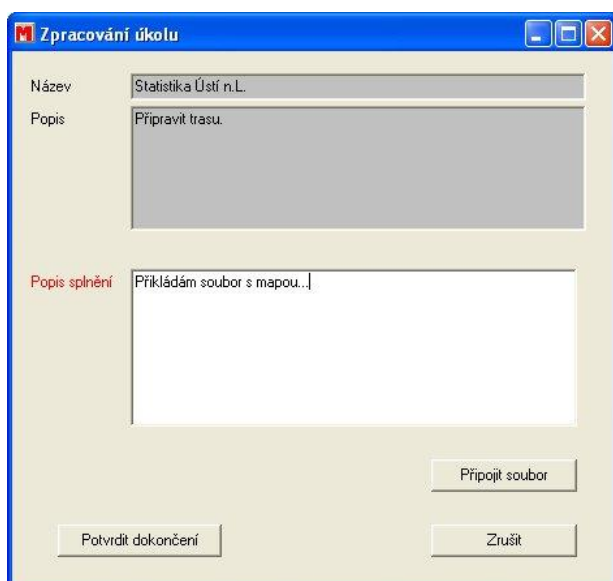 Zpracování úkolu
Název
Statistika Ústí n.L.
Popis
Připravit trasu.
Popis splnění
Přikládám soubor s mapou...
Připojit soubor
Potvrdit dokončení
Zrušit